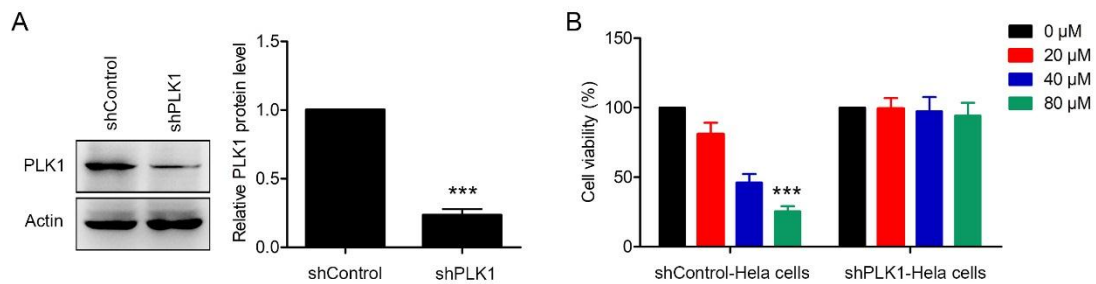 A
shControl
shPLK1
PLK1
Actin
Relative PLK1 protein level
1.5
1.0
0.5
0.0
***
shControl
shPLK1
B
Cell viability (%)
150
100
50
0
***
shControl-Hela cells
shPLK1-Hela cells
0 µM
20 µM
40 µM
80 µM